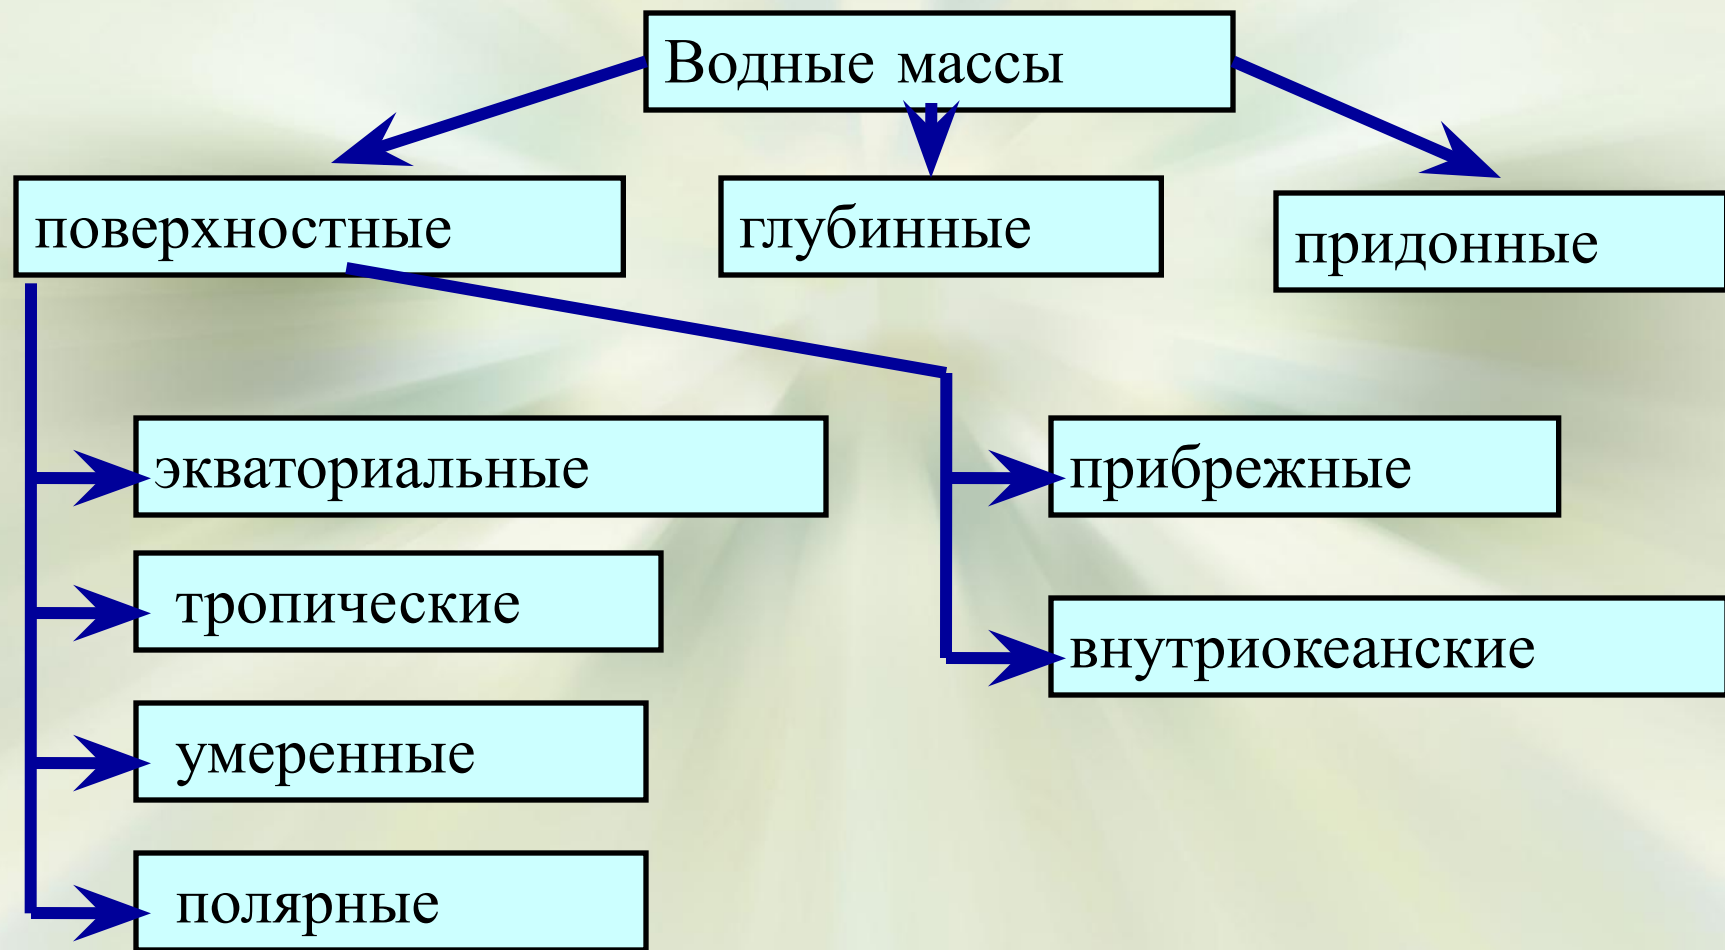 Водные массы
поверхностные
глубинные
придонные
экваториальные
прибрежные
тропические
внутриокеанские
умеренные
полярные